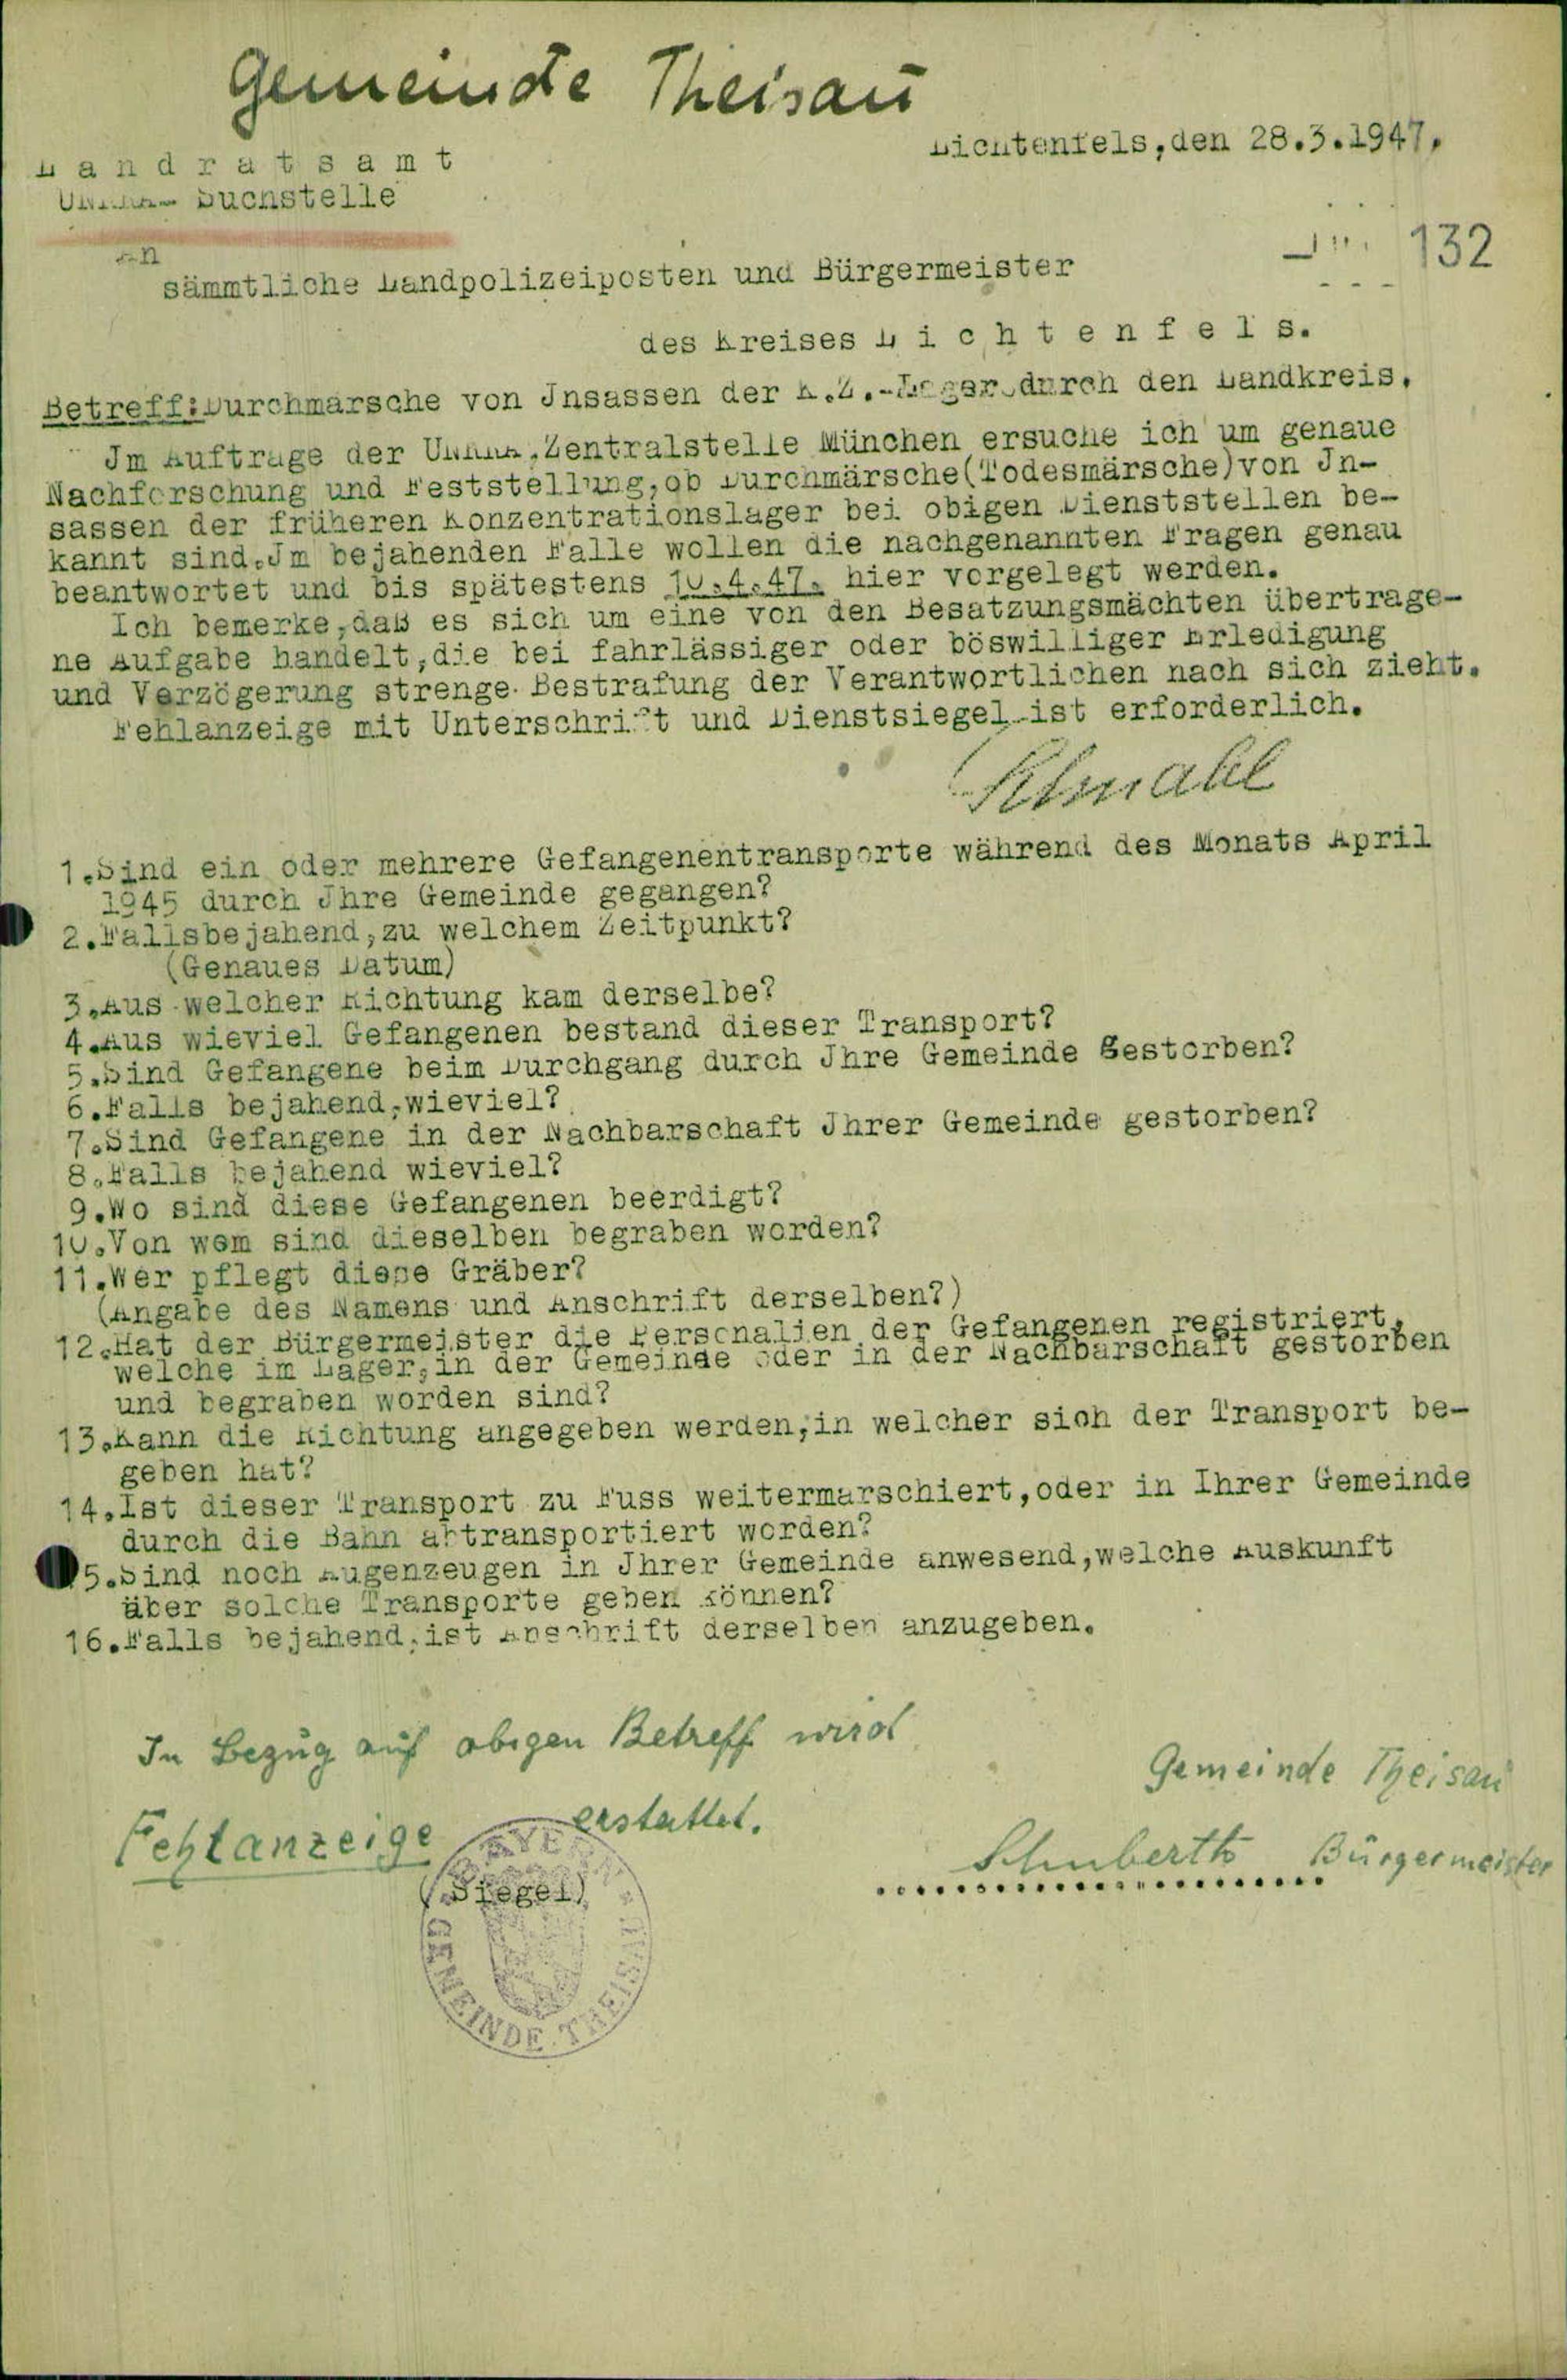 Gemeinde Theisau
Lichtenfels,den 28.3.1947.
L a n d r a t s a m t
UNRRA- Suchstelle
132
An
sämmtliche Landpolizeiposten und Bürgermeister
des Kreises L i c h t e n f e l s.
Betreff:Durchmärsche von Jnsassen der K.Z.-Lager durch den Landkreis.
Jm Auftrage der UNRRA.Zentralstelle München ersuche ich um genaue
Nachforschung und Feststellung,ob Durchmärsche(Todesmärsche)von Jn-
sassen der früheren Konzentrationslager bei obigen Dienststellen be-
kannt sind.Jm bejahenden Falle wollen die nachgenannten Fragen genau
beantwortet und bis spätestens 10.4.47. hier vorgelegt werden.
Ich bemerke,daß es sich um eine von den Besatzungsmächten übertrage-
ne Aufgabe handelt,die bei fahrlässiger oder böswilliger Erledigung
und Verzögerung strenge Bestrafung der Verantwortlichen nach sich zieht.
Fehlanzeige mit Unterschrift und Dienstsiegel ist erforderlich.
1.Sind ein oder mehrere Gefangenentransporte während des Monats April
1945 durch Jhre Gemeinde gegangen?
2.Fallsbejahend,zu welchem Zeitpunkt?
(Genaues Datum)
3.Aus welcher Richtung kam derselbe?
4.Aus wieviel Gefangenen bestand dieser Transport?
5.Sind Gefangene beim Durchgang durch Jhre Gemeinde gestorben?
6.Falls bejahend,wieviel?
7.Sind Gefangene in der Nachbarschaft Jhrer Gemeinde gestorben?
8.Falls bejahend wieviel?
9.Wo sind diese Gefangenen beerdigt?
10.Von wem sind dieselben begraben worden?
11.Wer pflegt diese Gräber?
(Angabe des Namens und Anschrift derselben?)
12.Hat der Bürgermeister die Personalien der Gefangenen registriert,
welche im Lager,in der Gemeinde oder in der Nachbarschaft gestorben
und begraben worden sind?
13.Kann die Richtung angegeben werden,in welcher sich der Transport be-
geben hat?
14.Ist dieser Transport zu Fuss weitermarschiert,oder in Ihrer Gemeinde
durch die Bahn abtransportiert worden?
5.Sind noch Augenzeugen in Jhrer Gemeinde anwesend,welche Auskunft
über solche Transporte geben können?
16.Falls bejahend,ist Anschrift derselben anzugeben.
In Bezug auf obigen Betreff wird
Fehlanzeige erstattet.
Gemeinde Theisau
Schuberth Bürgermeister
(Siegel)
BAYERN
GEMEINDE THEISAU